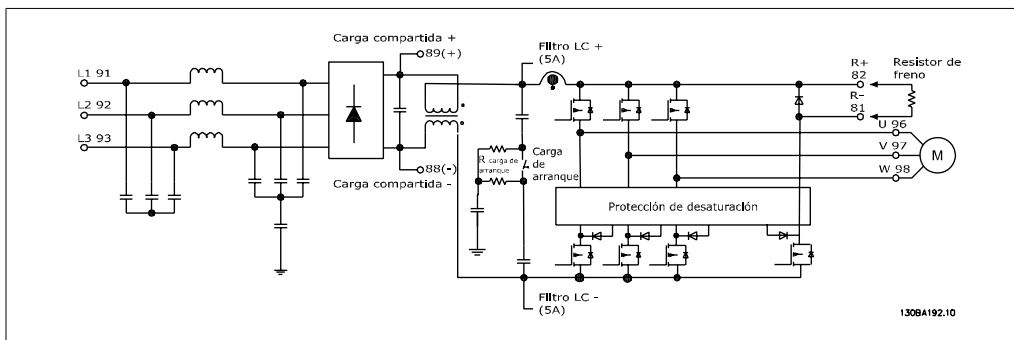 Carga compartida +
89(+)
Filtro LC +
(5A)
R+
82
Resistor de
freno
R-
81
L1 91
L2 92
L3 93
U 96
V 97
W 98
M
R carga de
arranque
Carga
de
arranque
88(-)
Carga compartida -
Protección de desaturación
Filtro LC -
(5A)
130BA192.10